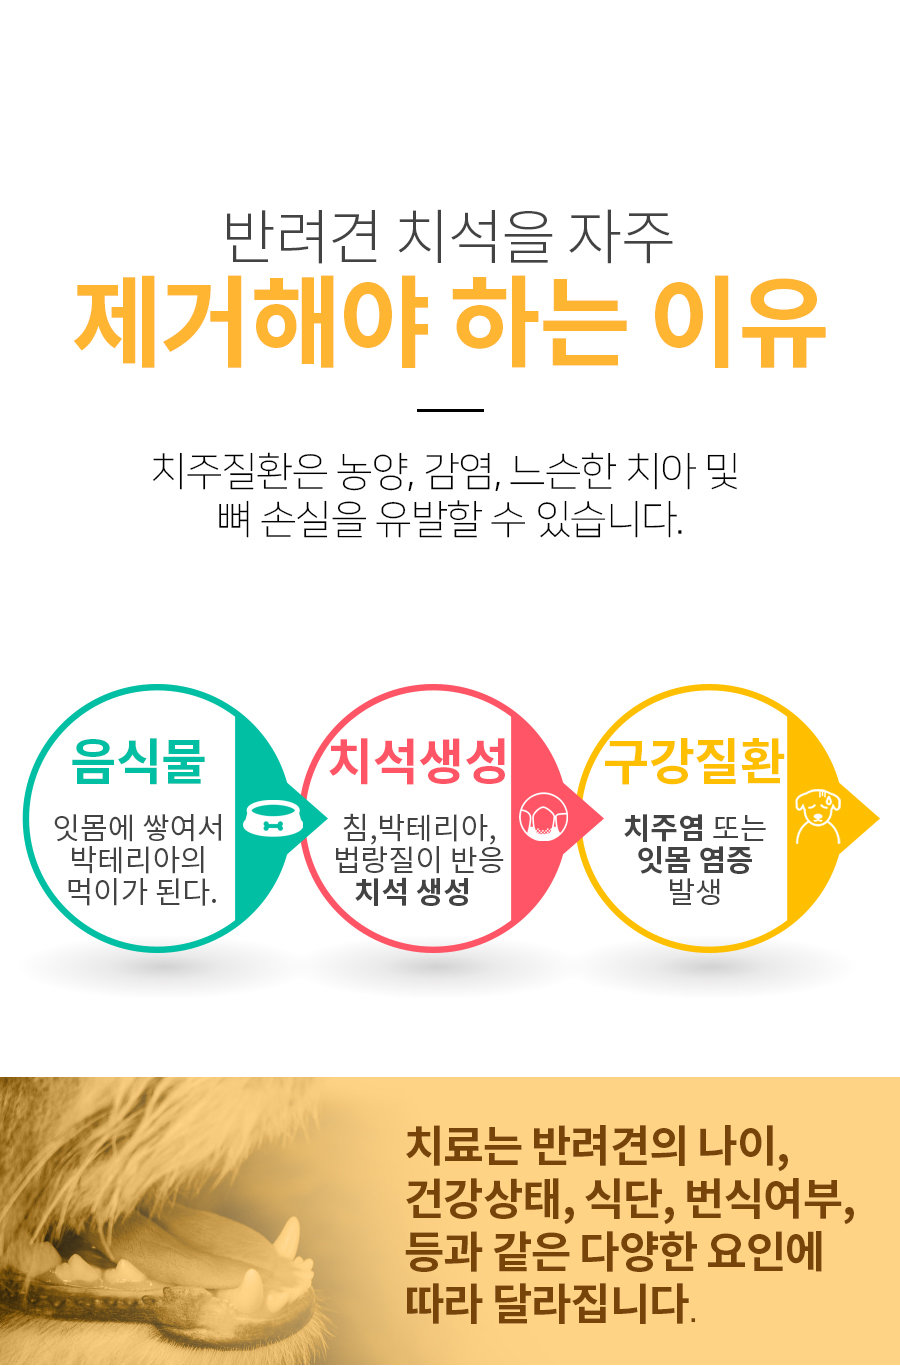 반려견 치석을 자주
제거해야 하는 이유
치주질환은 농양, 감염, 느슨한 치아 및
뼈 손실을 유발할 수 있습니다.
음식물
잇몸에 쌓여서
박테리아의
먹이가 된다.
치석생성
침,박테리아,
법랑질이 반응
치석 생성
구강질환
치주염 또는
잇몸 염증
발생
치료는 반려견의 나이,
건강상태, 식단, 번식여부,
등과 같은 다양한 요인에
따라 달라집니다.